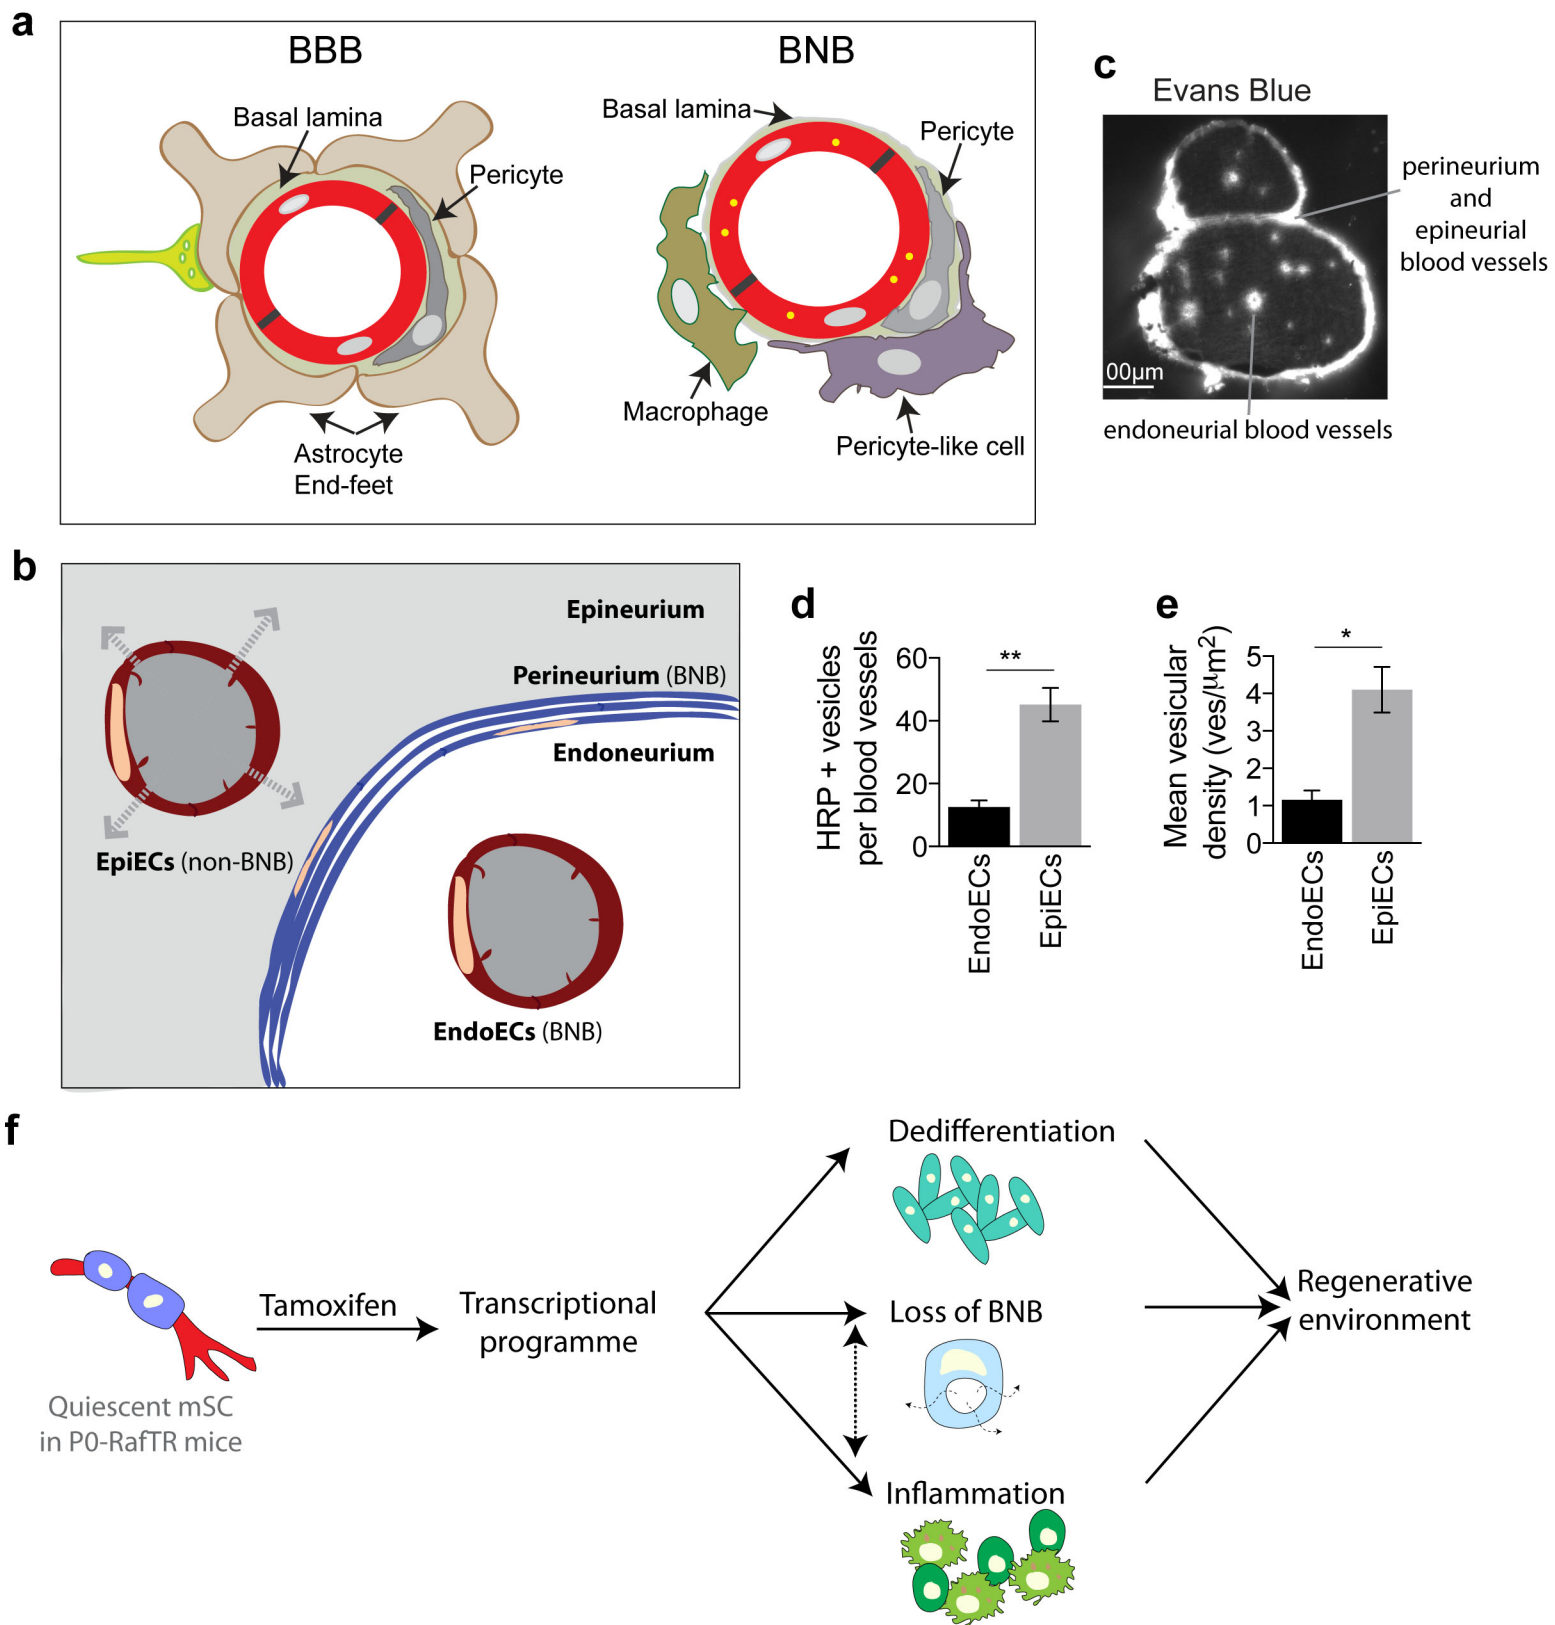 a
BBB
BNB
Basal lamina
Pericyte
Astrocyte
End-feet
Basal lamina
Pericyte
Macrophage
Pericyte-like cell
c
Evans Blue
perineurium
and
epineurial
blood vessels
00µm
endoneurial blood vessels
b
Epineurium
Perineurium (BNB)
Endoneurium
EpiECs (non-BNB)
EndoECs (BNB)
d
HRP + vesicles
per blood vessels
60
40
20
0
**
EndoECs
EpiECs
e
Mean vesicular
density (ves/µm²)
5
4
3
2
1
0
*
EndoECs
EpiECs
f
Quiescent mSC
in P0-RafTR mice
Tamoxifen
Transcriptional
programme
Dedifferentiation
Loss of BNB
Inflammation
Regenerative
environment